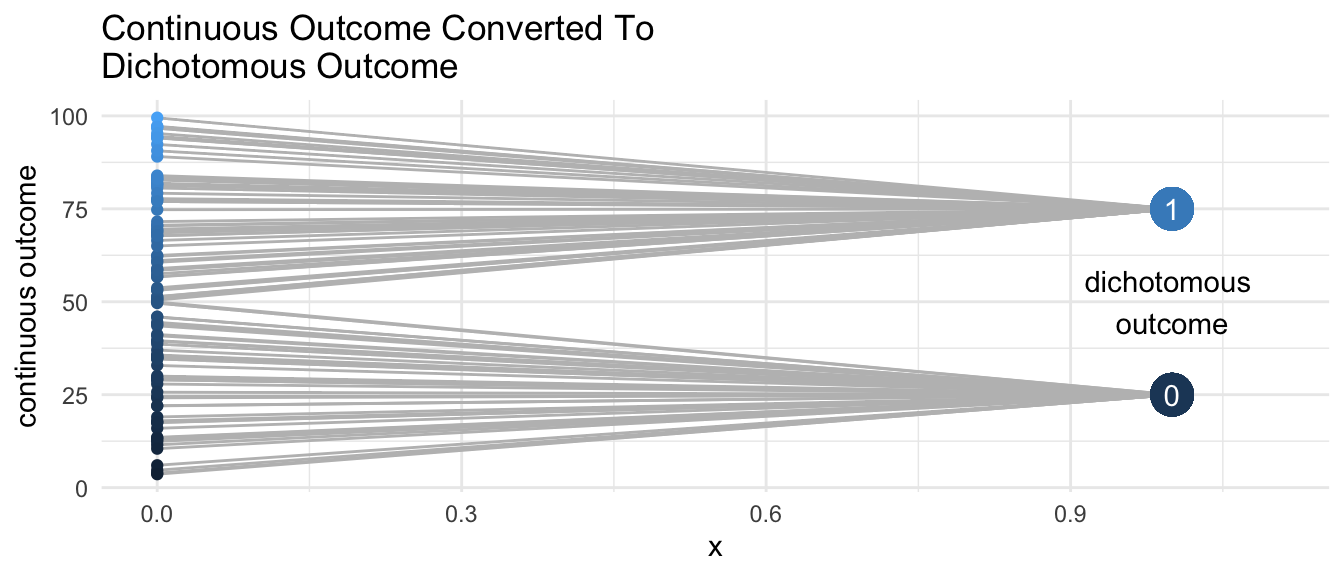 Continuous Outcome Converted To
Dichotomous Outcome
100
75
50
25
0
continuous outcome
1
dichotomous
outcome
0
0.0 0.3 0.6 0.9
x